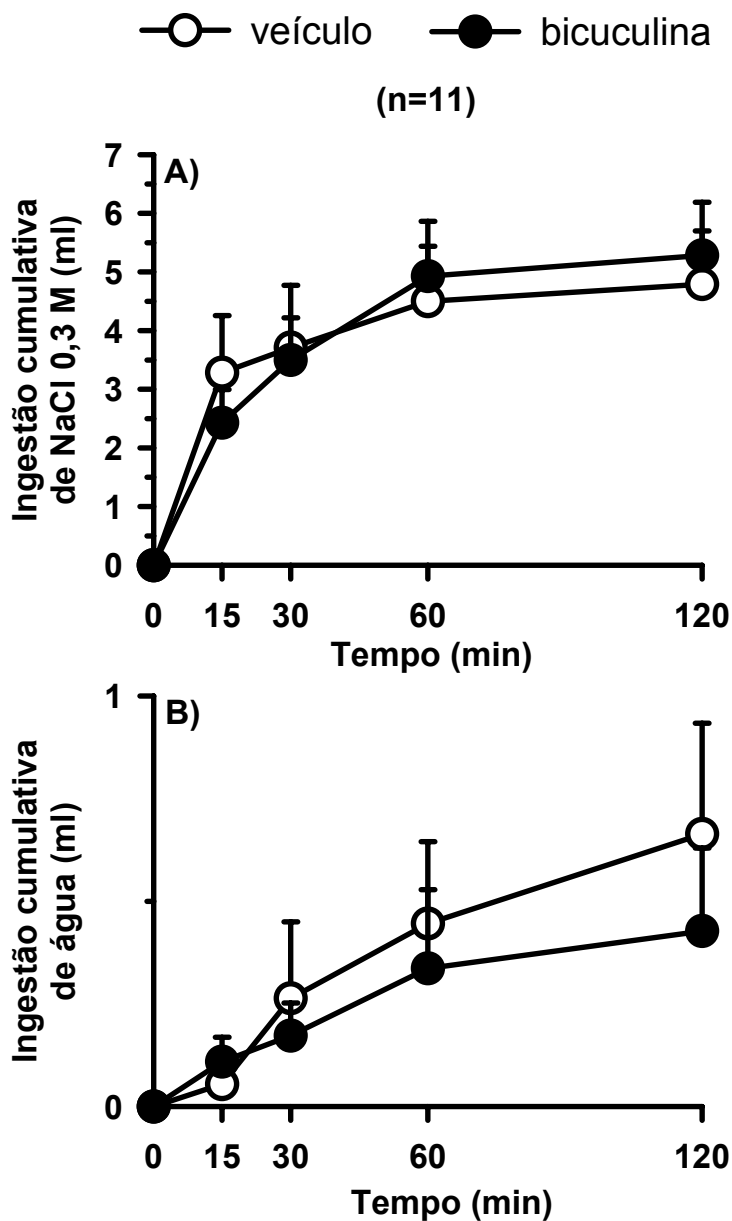 veículo bicuculina
(n=11)
A)
Ingestão cumulativa
de NaCl 0,3 M (ml)
7
6
5
4
3
2
1
0
0 15 30 60 120
Tempo (min)
B)
Ingestão cumulativa
de água (ml)
1
0
0 15 30 60 120
Tempo (min)